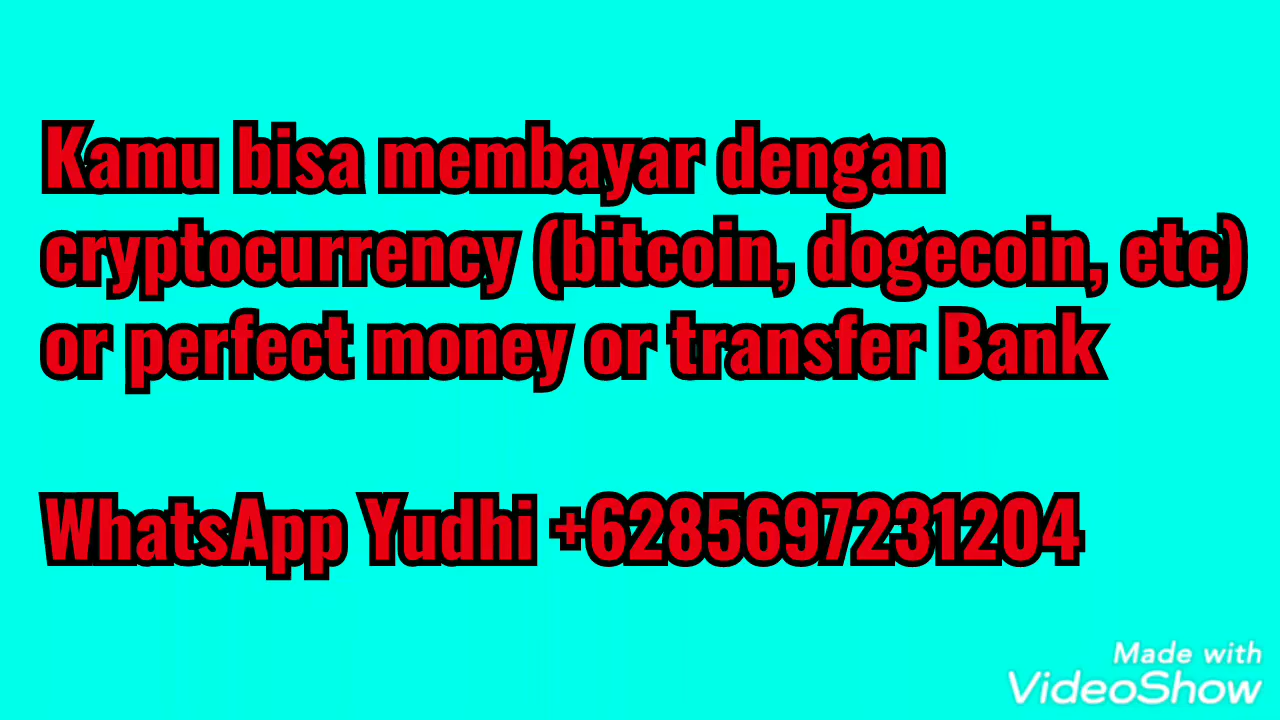 Kamu bisa membayar dengan
cryptocurrency (bitcoin, dogecoin, etc)
or perfect money or transfer Bank
WhatsApp Yudhi +6285697231204
Made with
VideoShow